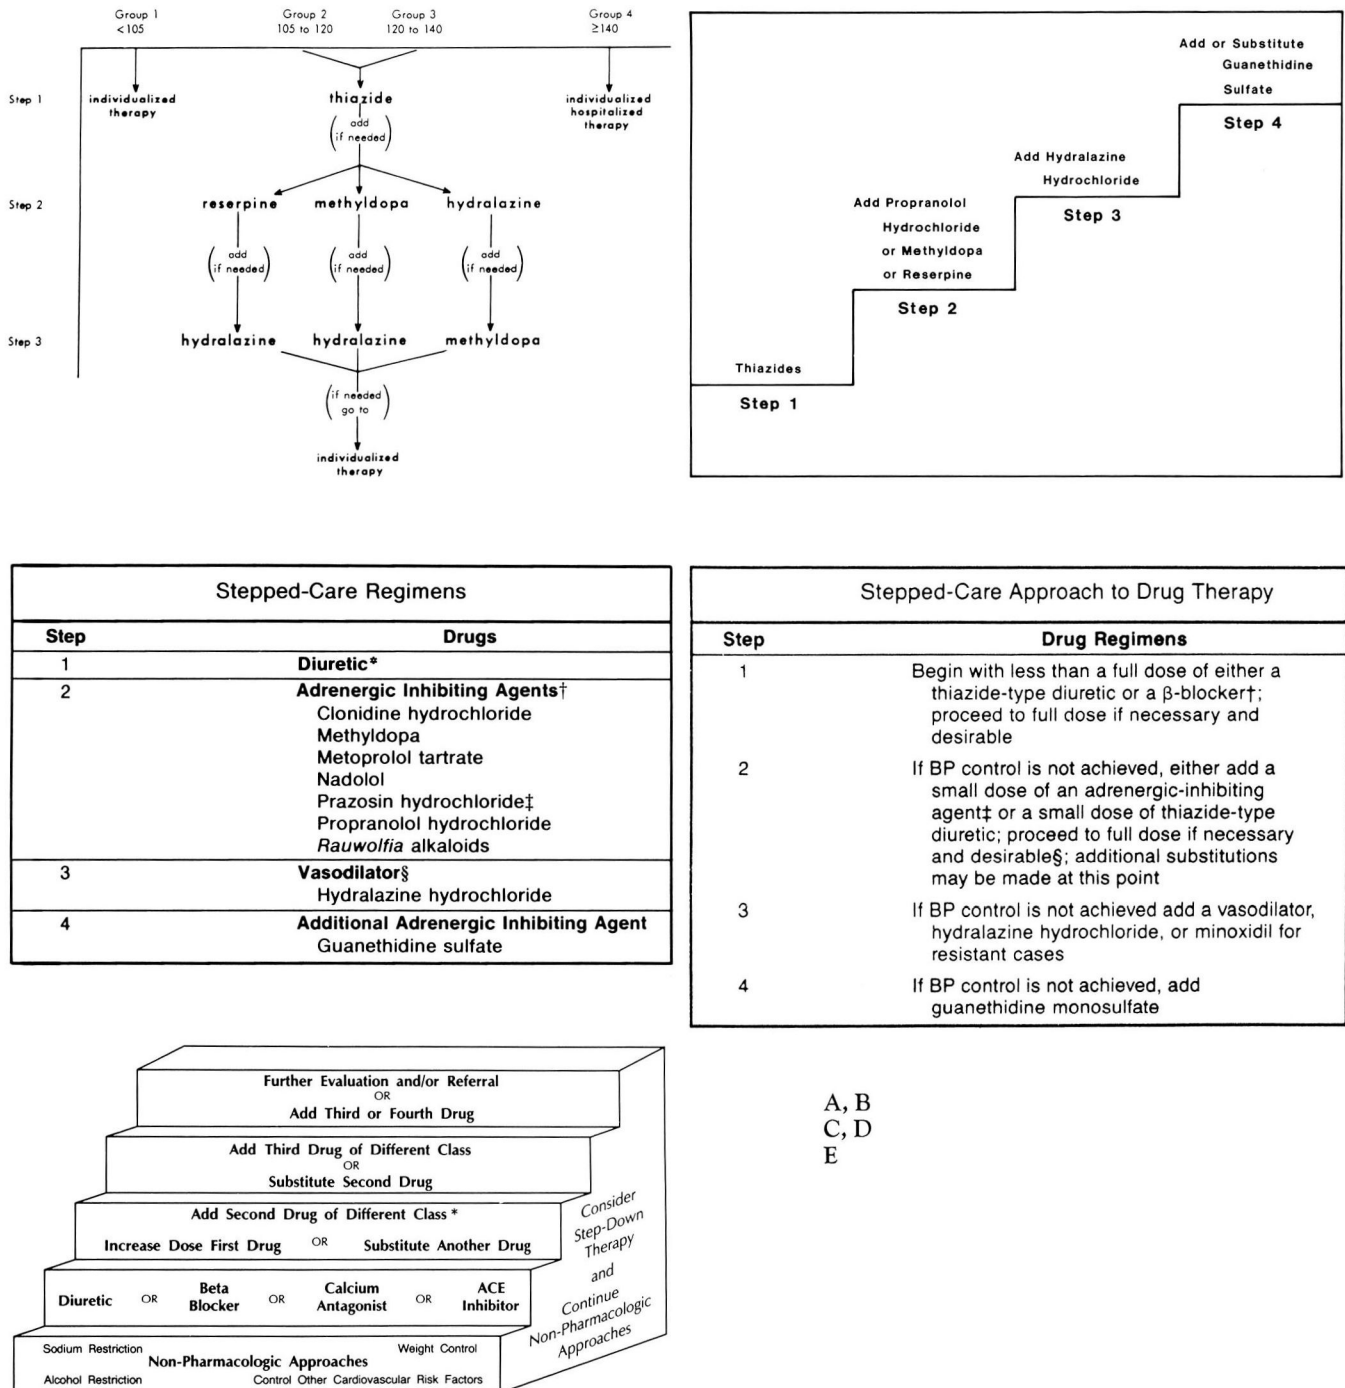 Group 1
<105
Group 2
105 to 120
Group 3
120 to 140
Group 4
≥140
Step 1
individualized
therapy
thiazide
individualized
hospitalized
therapy
(add
if needed)
Step 2
reserpine methyldopa hydralazine
(add
if needed)
(add
if needed)
(add
if needed)
Step 3
hydralazine hydralazine methyldopa
(if needed
go to)
individualized
therapy
Add or Substitute
Guanethidine
Sulfate
Step 4
Add Hydralazine
Hydrochloride
Step 3
Add Propranolol
Hydrochloride
or Methyldopa
or Reserpine
Step 2
Thiazides
Step 1
Stepped-Care Regimens
Step Drugs
1 Diuretic*
2 Adrenergic Inhibiting Agents†
Clonidine hydrochloride
Methyldopa
Metoprolol tartrate
Nadolol
Prazosin hydrochloride‡
Propranolol hydrochloride
Rauwolfia alkaloids
3 Vasodilator§
Hydralazine hydrochloride
4 Additional Adrenergic Inhibiting Agent
Guanethidine sulfate
Stepped-Care Approach to Drug Therapy
Step Drug Regimens
1 Begin with less than a full dose of either a
thiazide-type diuretic or a β-blocker†;
proceed to full dose if necessary and
desirable
2 If BP control is not achieved, either add a
small dose of an adrenergic-inhibiting
agent‡ or a small dose of thiazide-type
diuretic; proceed to full dose if necessary
and desirable§; additional substitutions
may be made at this point
3 If BP control is not achieved add a vasodilator,
hydralazine hydrochloride, or minoxidil for
resistant cases
4 If BP control is not achieved, add
guanethidine monosulfate
Further Evaluation and/or Referral
OR
Add Third or Fourth Drug
Add Third Drug of Different Class
OR
Substitute Second Drug
Add Second Drug of Different Class*
Increase Dose First Drug OR Substitute Another Drug
Diuretic OR Beta Blocker OR Calcium Antagonist OR ACE Inhibitor
Sodium Restriction Weight Control
Non-Pharmacologic Approaches
Alcohol Restriction Control Other Cardiovascular Risk Factors
Consider
Step-Down
Therapy
and
Continue
Non-Pharmacologic
Approaches
A, B
C, D
E